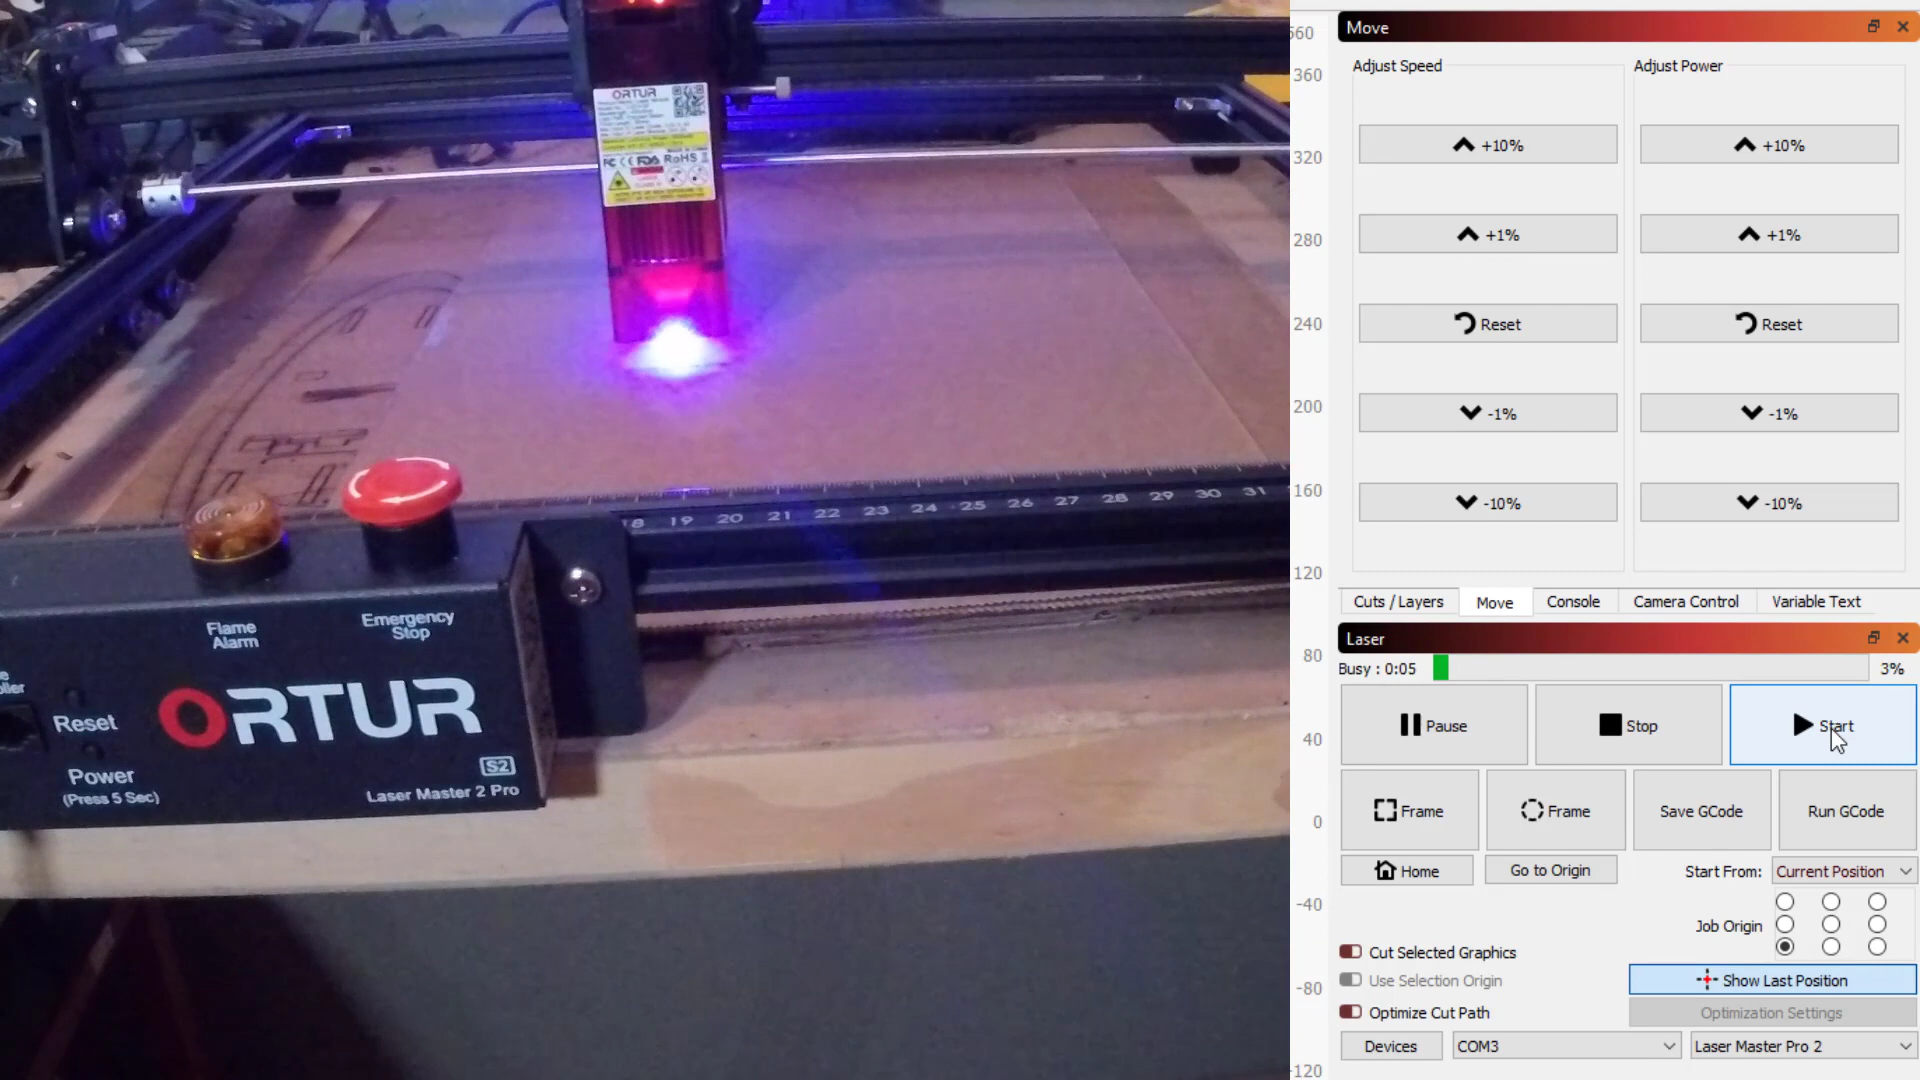 ORTUR
FC CE FDA RoHS
18 19 20 21 22 23 24 25 26 27 28 29 30 31
Flame
Alarm
Emergency
Stop
Reset
ORTUR
S2
Power
(Press 5 Sec)
Laser Master 2 Pro
360
320
280
240
200
160
120
80
40
0
-40
-80
-120
Move
Adjust Speed
Adjust Power
+10%
+10%
+1%
+1%
Reset
Reset
-1%
-1%
-10%
-10%
Cuts / Layers
Move
Console
Camera Control
Variable Text
Laser
Busy : 0:05
3%
Pause
Stop
Start
Frame
Frame
Save GCode
Run GCode
Home
Go to Origin
Start From:
Current Position
Job Origin
Cut Selected Graphics
Use Selection Origin
Show Last Position
Optimize Cut Path
Optimization Settings
Devices
COM3
Laser Master Pro 2